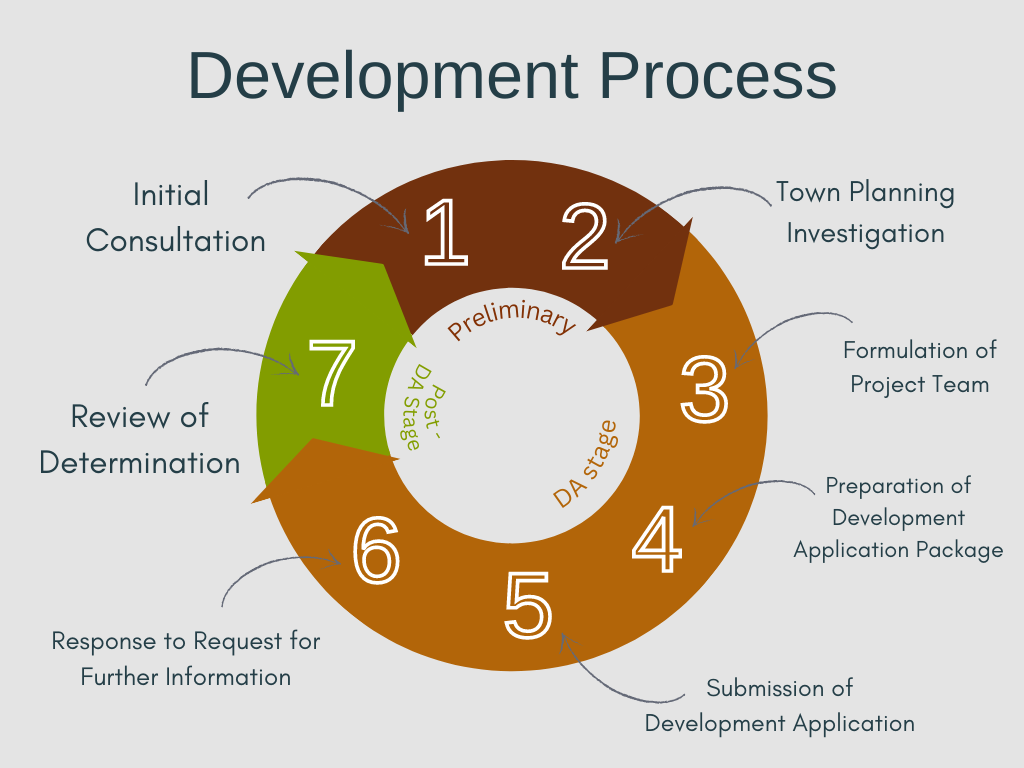 Development Process
Initial
Consultation
1
2
Town Planning
Investigation
Preliminary
3
Formulation of
Project Team
7
Post -
DA Stage
DA stage
Review of
Determination
4
Preparation of
Development
Application Package
6
5
Response to Request for
Further Information
Submission of
Development Application